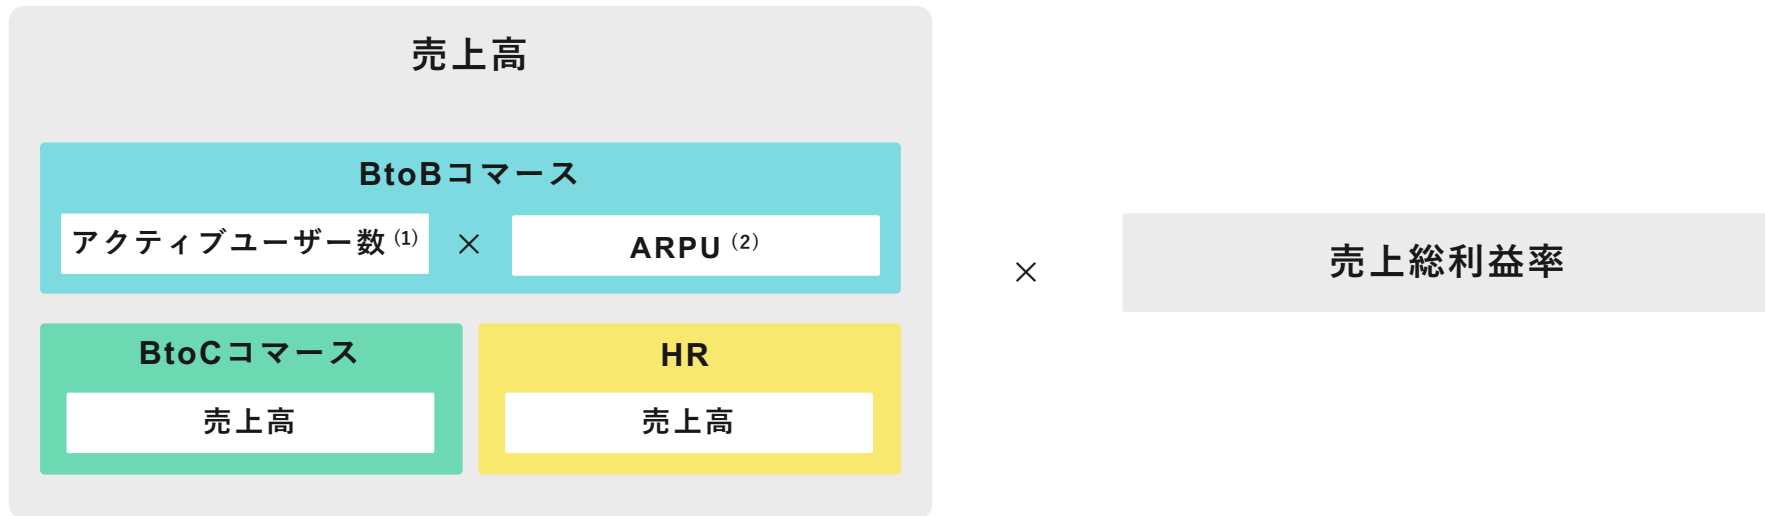 売上高
BtoBコマース
アクティブユーザー数(1) × ARPU(2)
× 売上総利益率
BtoCコマース
売上高
HR
売上高